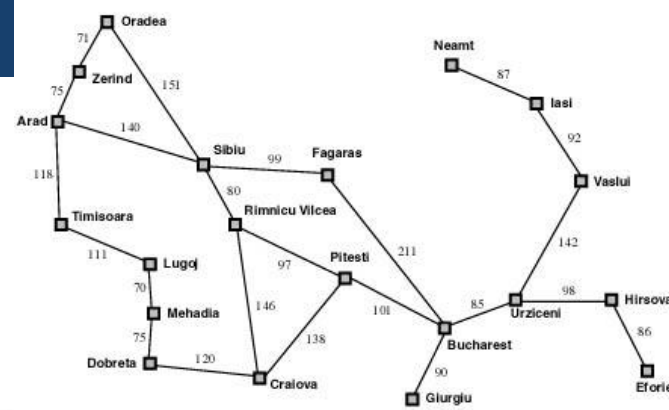 Oradea
71
Neamt
Zerind
87
151
75
Iasi
Arad
140
92
Sibiu
Fagaras
99
118
Vaslui
80
Rimnicu Vilcea
Timisoara
142
111
211
Lugoj
97
Pitesti
70
98
Hirsova
85
146
101
Mehadia
Urziceni
86
75
138
Bucharest
Dobreta
120
90
Craiova
Eforie
Giurgiu